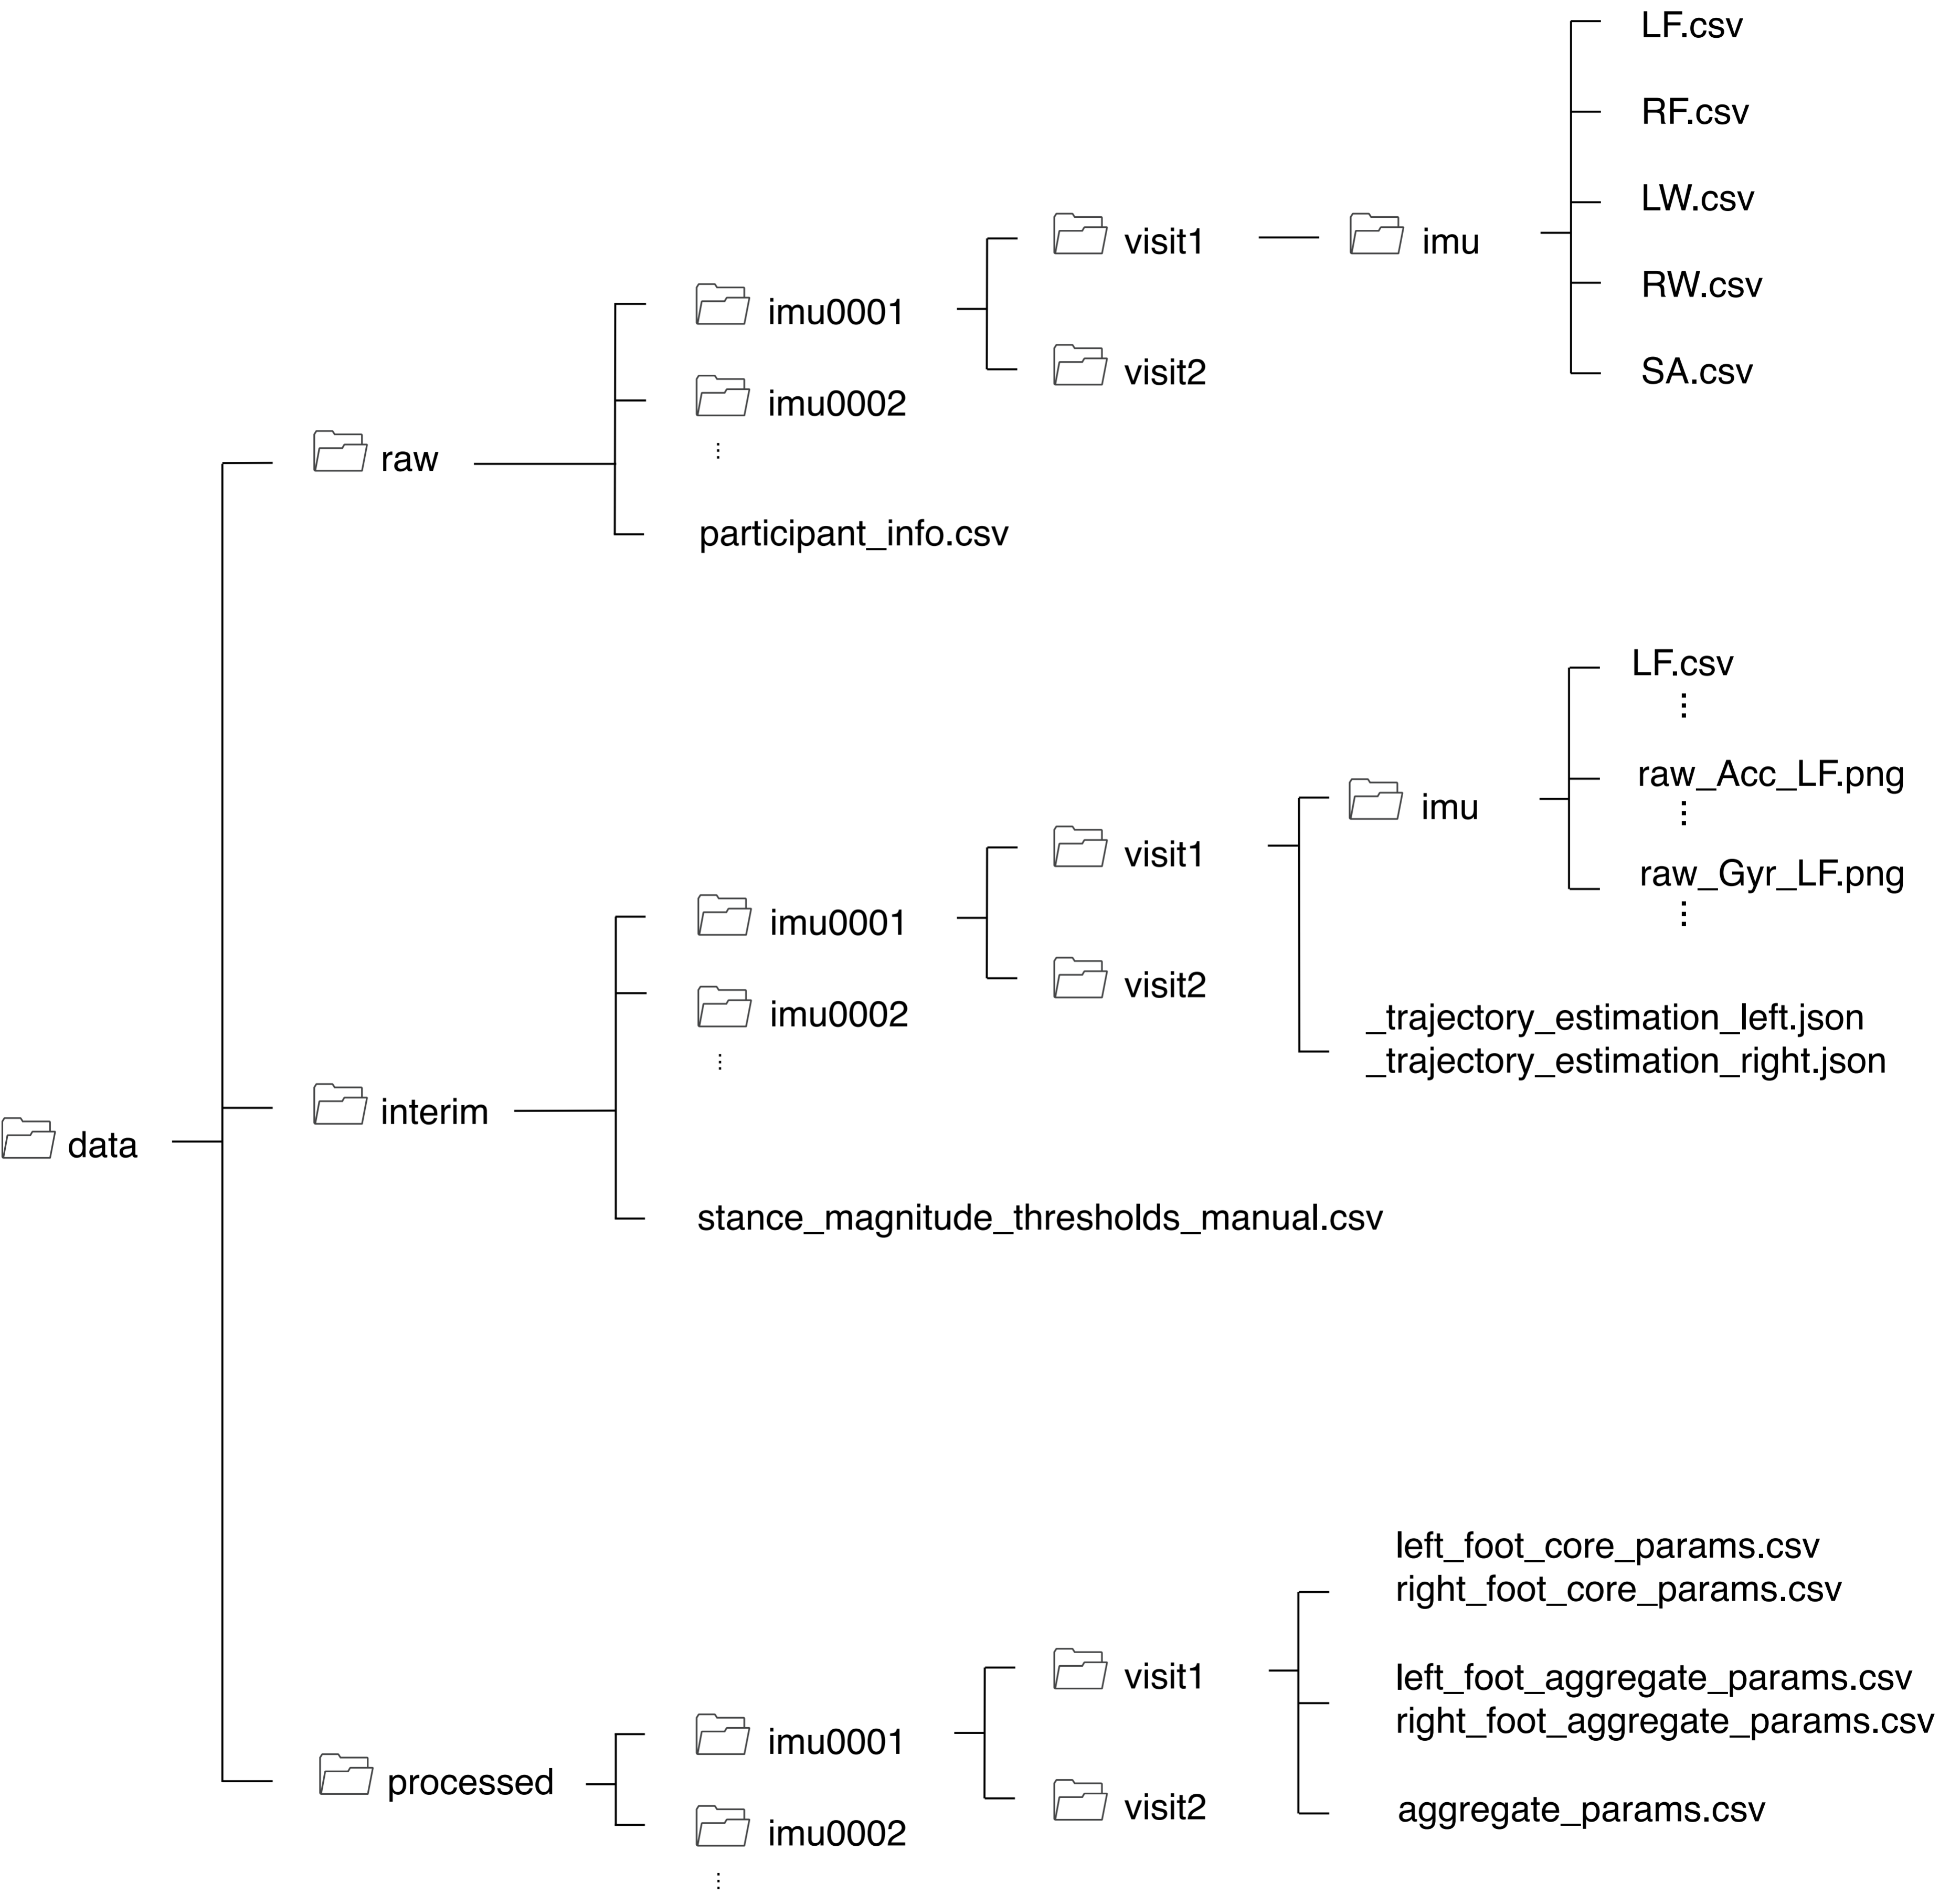 LF.csv
RF.csv
LW.csv
visit1
imu
RW.csv
imu0001
visit2
SA.csv
imu0002
⋮
raw
participant_info.csv
LF.csv
⋮
raw_Acc_LF.png
⋮
imu
visit1
raw_Gyr_LF.png
⋮
imu0001
visit2
imu0002
⋮
_trajectory_estimation_left.json
_trajectory_estimation_right.json
interim
data
stance_magnitude_thresholds_manual.csv
left_foot_core_params.csv
right_foot_core_params.csv
visit1
left_foot_aggregate_params.csv
right_foot_aggregate_params.csv
imu0001
processed
visit2
aggregate_params.csv
imu0002
⋮